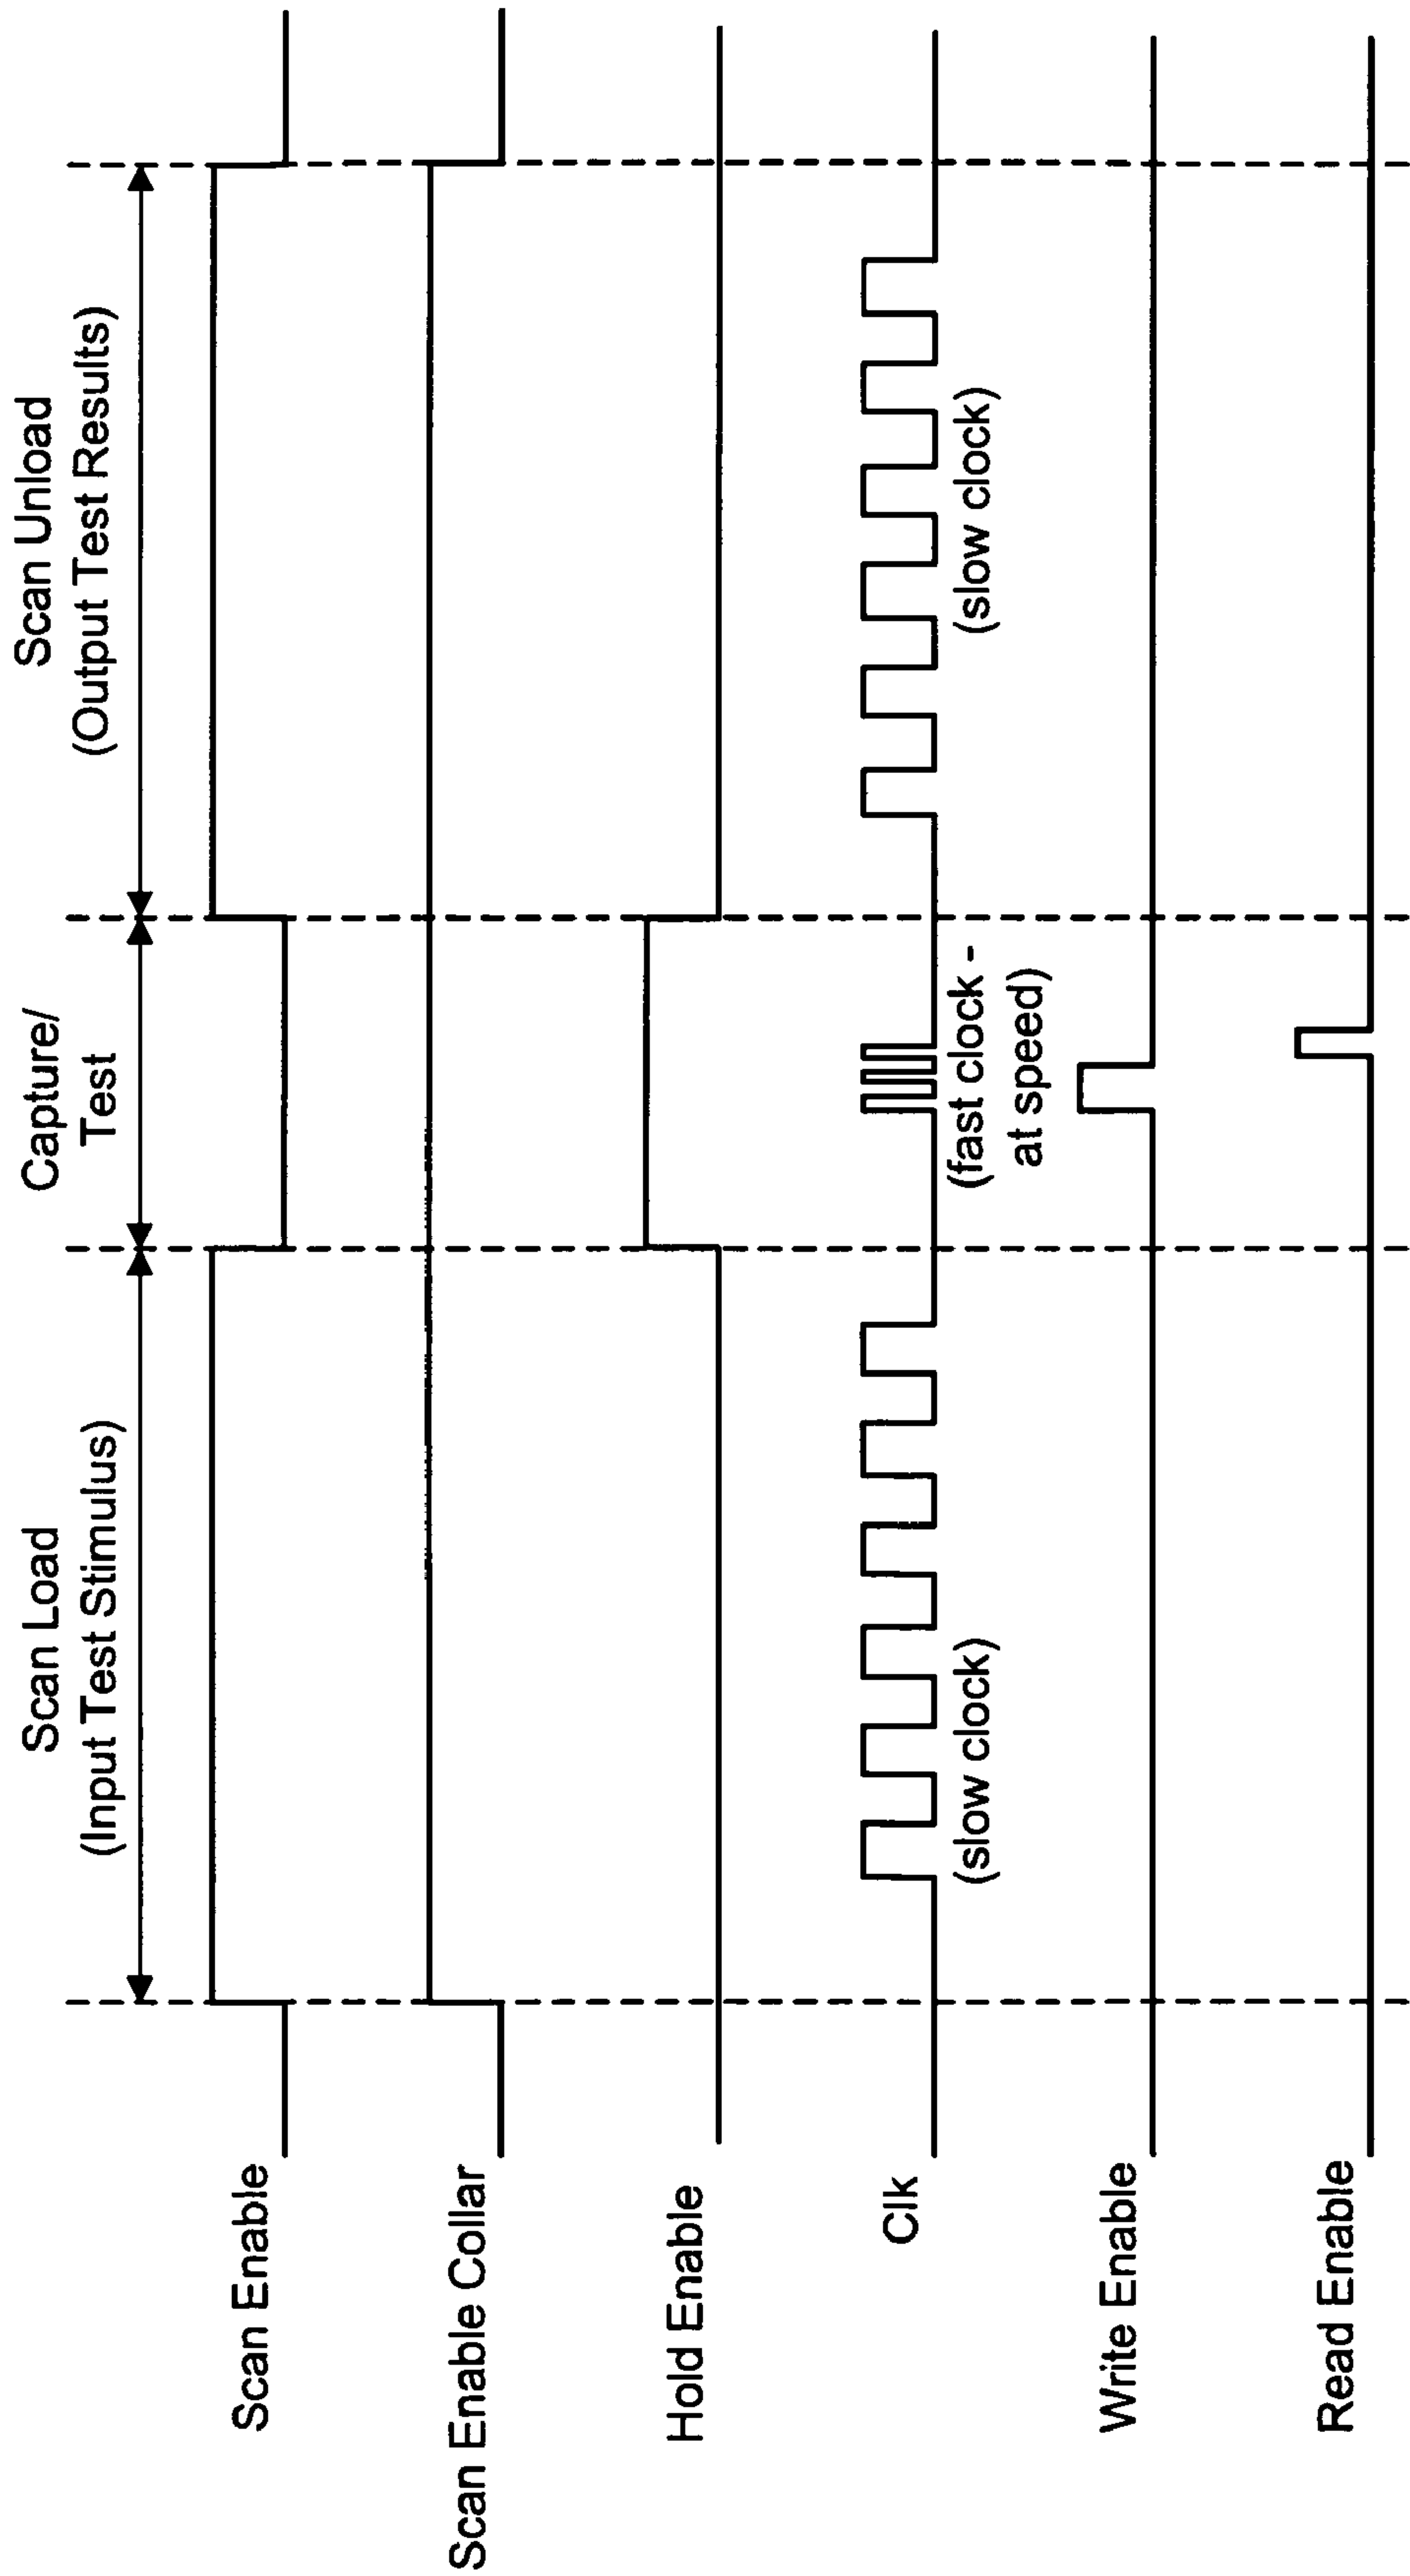 Scan Load
(Input Test Stimulus)
Capture/
Test
Scan Unload
(Output Test Results)
Scan Enable
Scan Enable Collar
Hold Enable
Clk
(slow clock)
(fast clock -
at speed)
(slow clock)
Write Enable
Read Enable